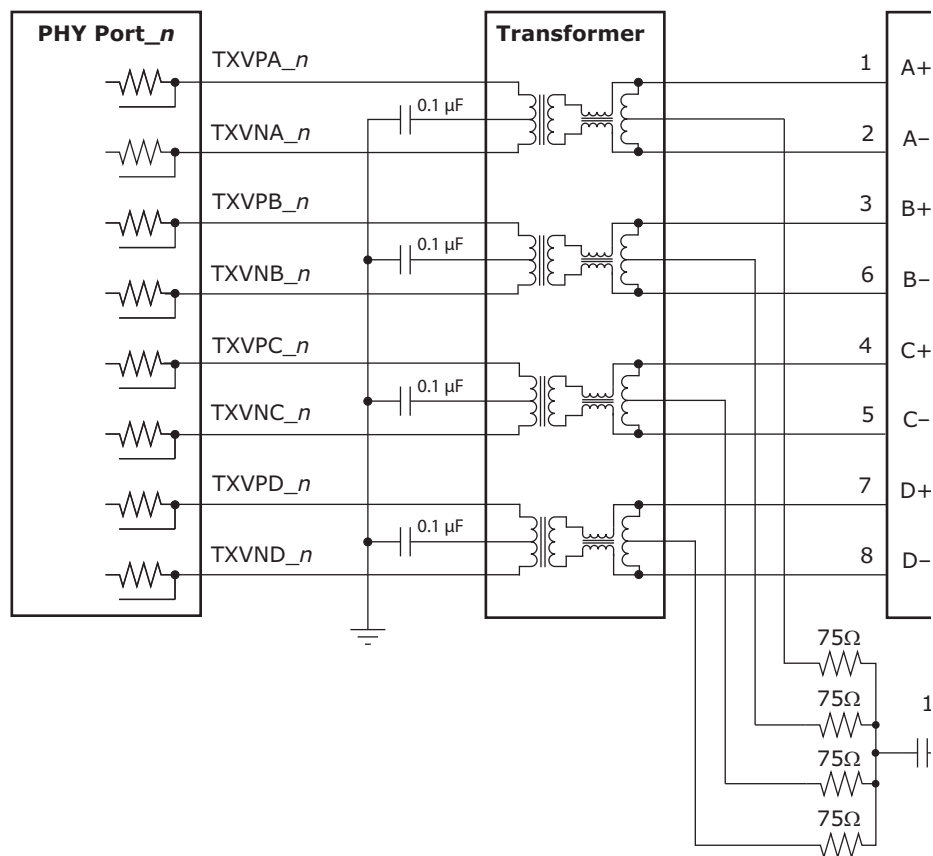 PHY Port_n
Transformer
TXVPA_n
1
A+
0.1 µF
TXVNA_n
2
A–
TXVPB_n
3
B+
0.1 µF
TXVNB_n
6
B–
TXVPC_n
4
C+
0.1 µF
TXVNC_n
5
C–
TXVPD_n
7
D+
0.1 µF
TXVND_n
8
D–
75Ω
75Ω
1
75Ω
75Ω